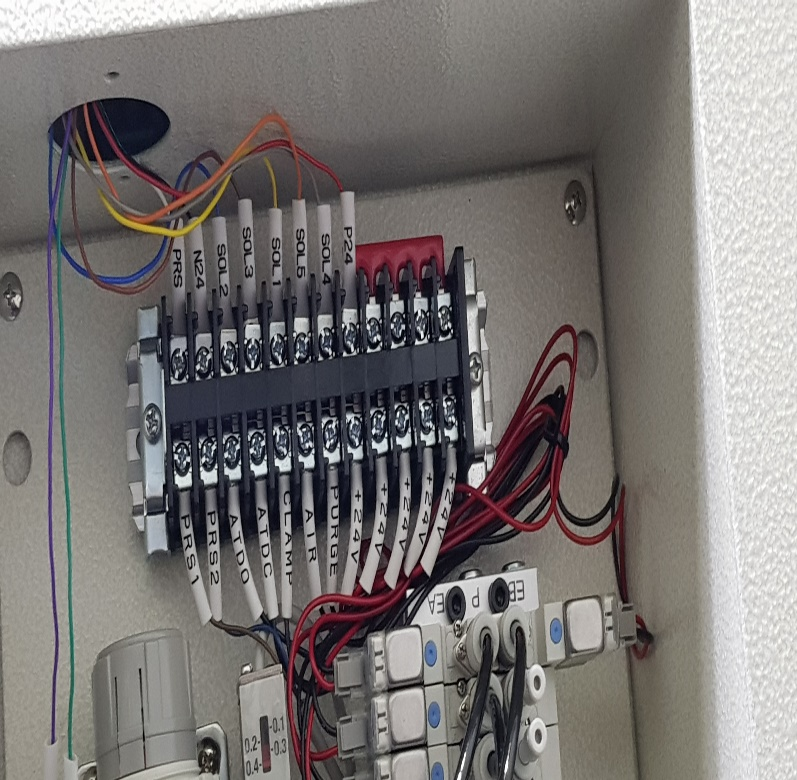 PRS
N24
SOL2
SOL3
SOL1
SOL5
SOL4
P24
PRS1
PRS2
ATDO
ATDC
CLAMP
AIR
PURGE
+24V
+24V
+24V
+24V
+24V
EA
P
EB
0.1
0.2
0.3
0.4